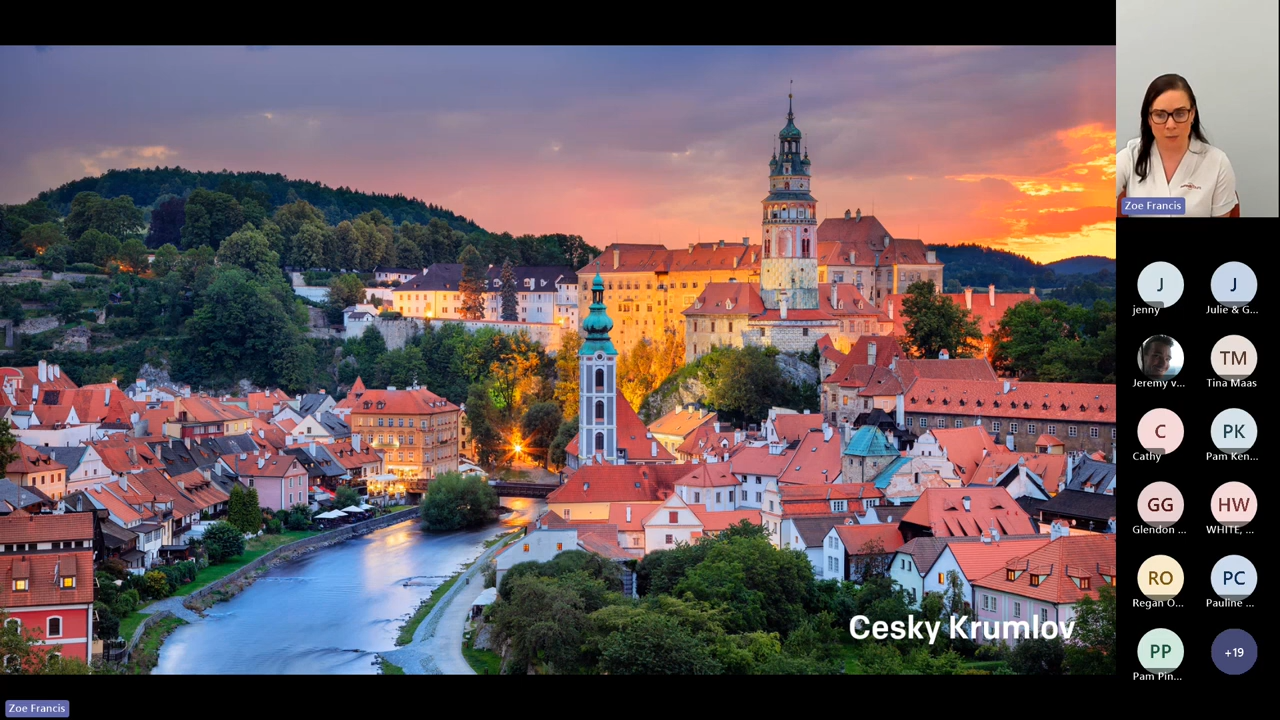 Cesky Krumlov
Zoe Francis
Zoe Francis
J
jenny
J
Julie & G...
Jeremy v...
TM
Tina Maas
C
Cathy
PK
Pam Ken...
GG
Glendon ...
HW
WHITE, ...
RO
Regan O...
PC
Pauline ...
PP
Pam Pin...
+19